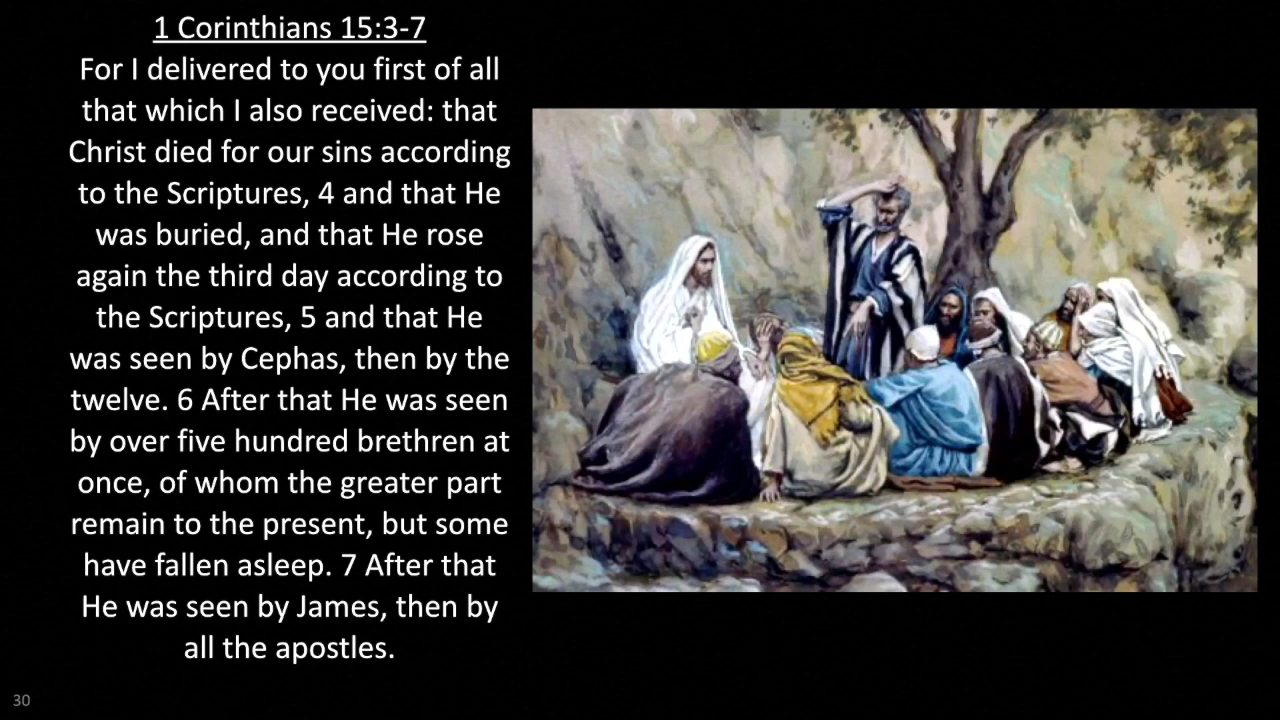 1 Corinthians 15:3-7
For I delivered to you first of all
that which I also received: that
Christ died for our sins according
to the Scriptures, 4 and that He
was buried, and that He rose
again the third day according to
the Scriptures, 5 and that He
was seen by Cephas, then by the
twelve. 6 After that He was seen
by over five hundred brethren at
once, of whom the greater part
remain to the present, but some
have fallen asleep. 7 After that
He was seen by James, then by
all the apostles.
30